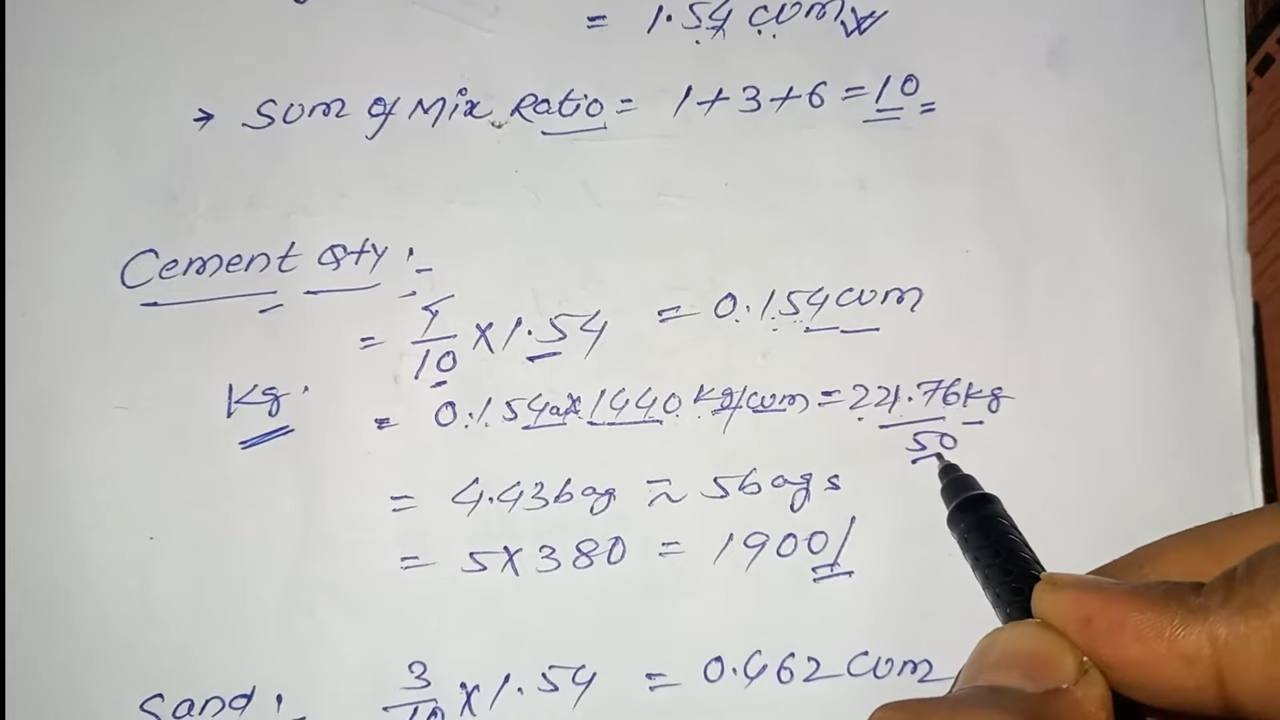 = 1.54 cum
→ Sum of Mix Ratio = 1+3+6 = 10 =
Cement Qty :-
= 1/10 × 1.54 = 0.154 cum
Kg. = 0.154 × 1440 kg/cum = 221.76 kg / 50
= 4.43 bag ≈ 5 bags
= 5 × 380 = 1900/
Sand :- 3/10 × 1.54 = 0.462 cum